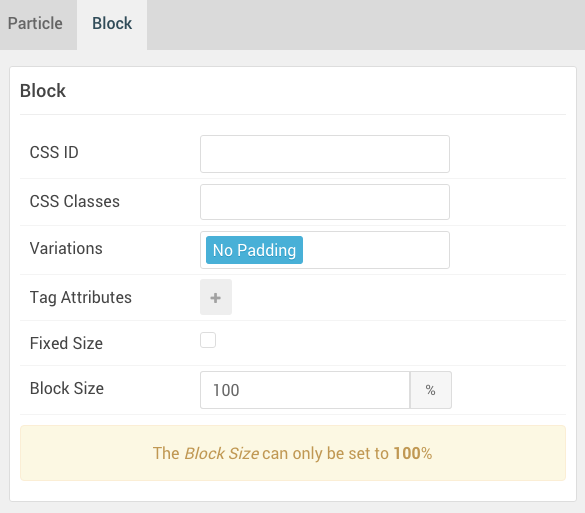 Particle Block
Block
CSS ID
CSS Classes
Variations No Padding
Tag Attributes +
Fixed Size
Block Size 100 %
The Block Size can only be set to 100%